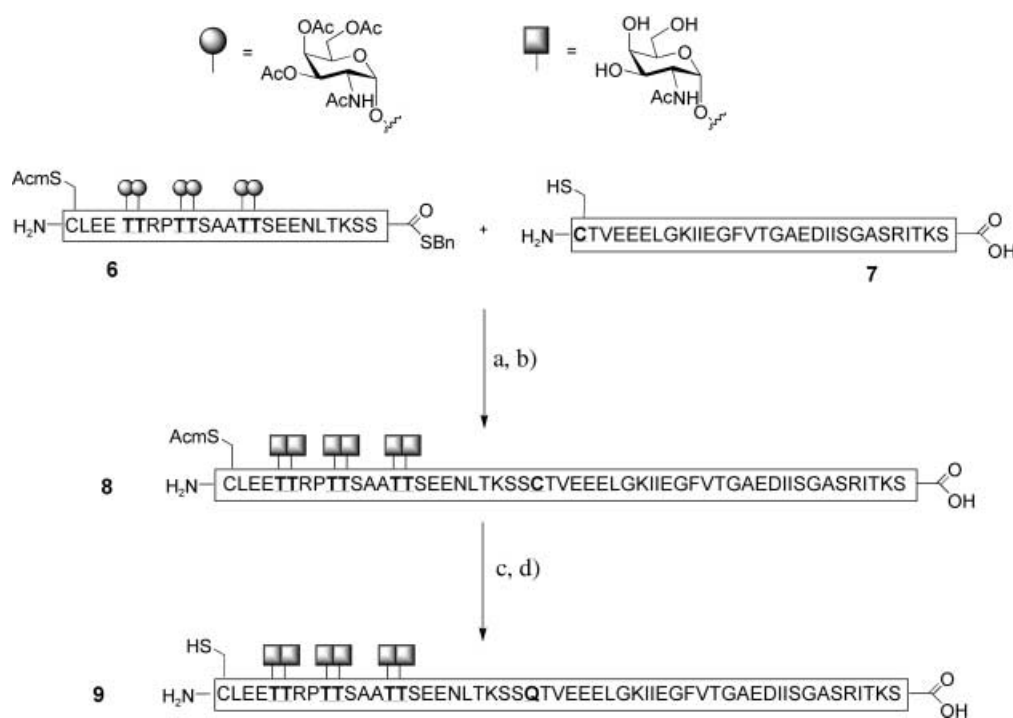 = OAc OAc O AcO AcNH O
= OH OH O HO AcNH O
AcmS O HS O
H₂N CLEE TTRPTTSAATTSEENLTKSS SBn + H₂N CTVEEELGKIIEGFVTGAEDIISGASRITKS OH
6 7
a, b)
AcmS O
8 H₂N CLEETTRPTTSAATTSEENLTKSSCTVEEELGKIIEGFVTGAEDIISGASRITKS OH
c, d)
HS O
9 H₂N CLEETTRPTTSAATTSEENLTKSSQTVEEELGKIIEGFVTGAEDIISGASRITKS OH